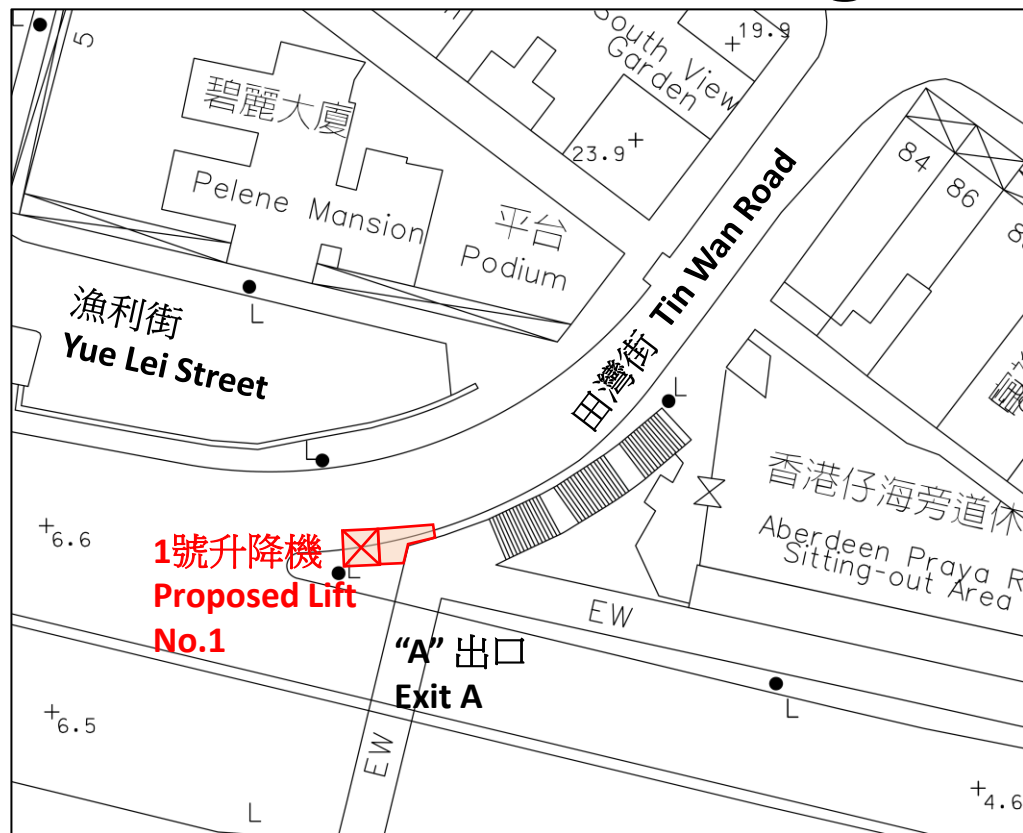 L
5
碧麗大廈
Pelene Mansion
South View
Garden
19.9
23.9
平台
Podium
田灣街 Tin Wan Road
84
86
漁利街
Yue Lei Street
L
L
L
香港仔海旁道休
Aberdeen Praya R
Sitting-out Area
6.6
1號升降機
Proposed Lift
No.1
L
EW
“A” 出口
Exit A
6.5
EW
L
L
4.6